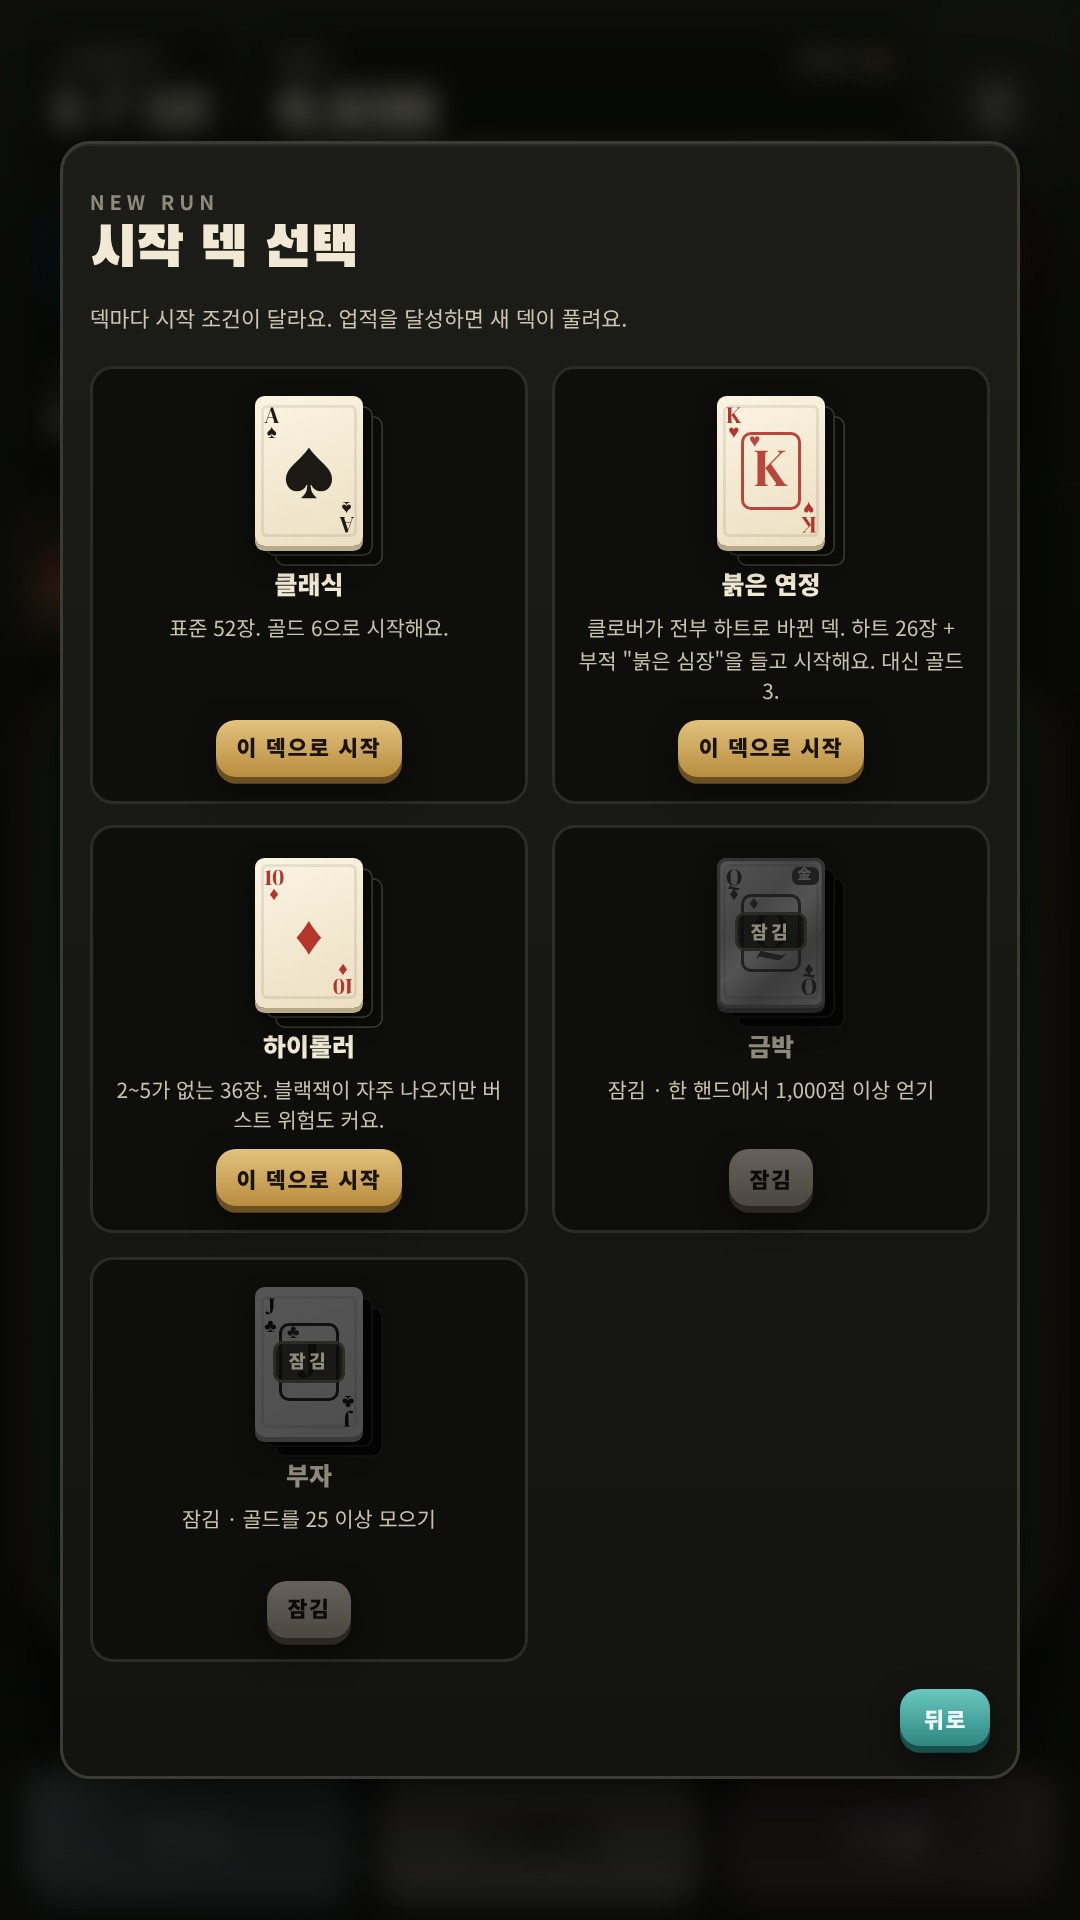 NEW RUN
시작 덱 선택
덱마다 시작 조건이 달라요. 업적을 달성하면 새 덱이 풀려요.
A
A
클래식
표준 52장. 골드 6으로 시작해요.
이 덱으로 시작
K
K
K
붉은 연정
클로버가 전부 하트로 바뀐 덱. 하트 26장 +
부적 "붉은 심장"을 들고 시작해요. 대신 골드
3.
이 덱으로 시작
10
10
하이롤러
2~5가 없는 36장. 블랙잭이 자주 나오지만 버
스트 위험도 커요.
이 덱으로 시작
Q
金
잠김
Q
금박
잠김 · 한 핸드에서 1,000점 이상 얻기
잠김
J
잠김
J
부자
잠김 · 골드를 25 이상 모으기
잠김
뒤로